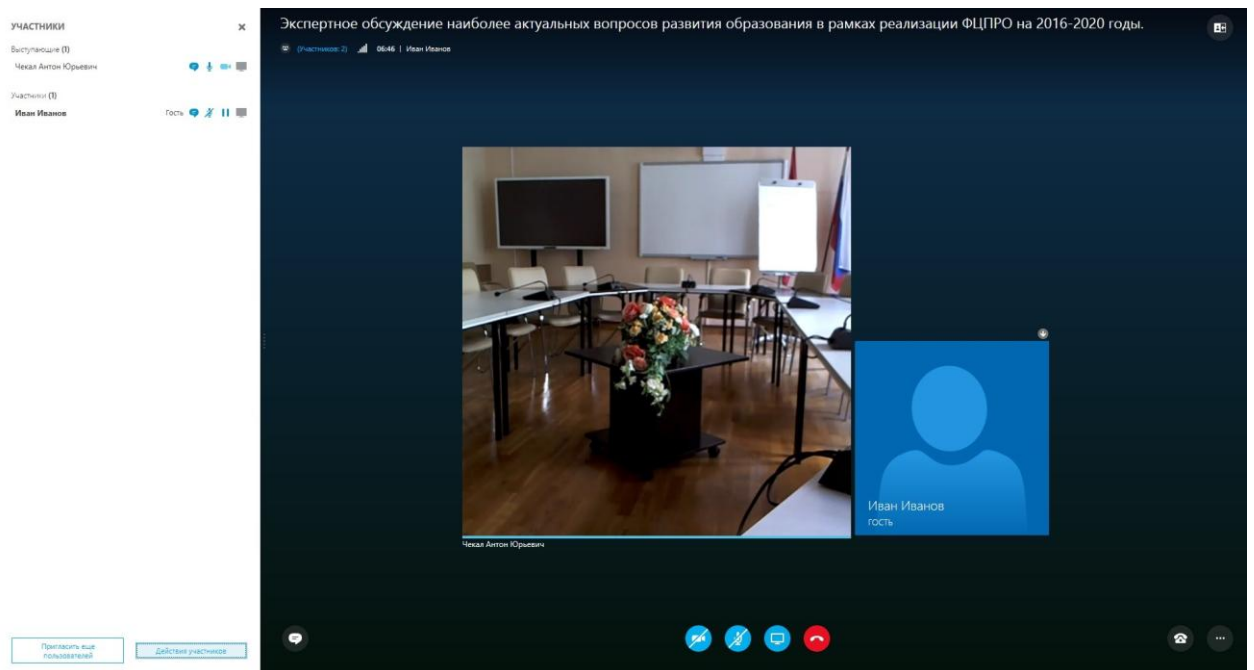 УЧАСТНИКИ
Выступающие (1)
Чекал Антон Юрьевич
Участники (1)
Иван Иванов Гость
Пригласить еще
пользователей
Действия участников
Экспертное обсуждение наиболее актуальных вопросов развития образования в рамках реализации ФЦПРО на 2016-2020 годы.
(Участников: 2) 06:46 | Иван Иванов
Чекал Антон Юрьевич
Иван Иванов
гость